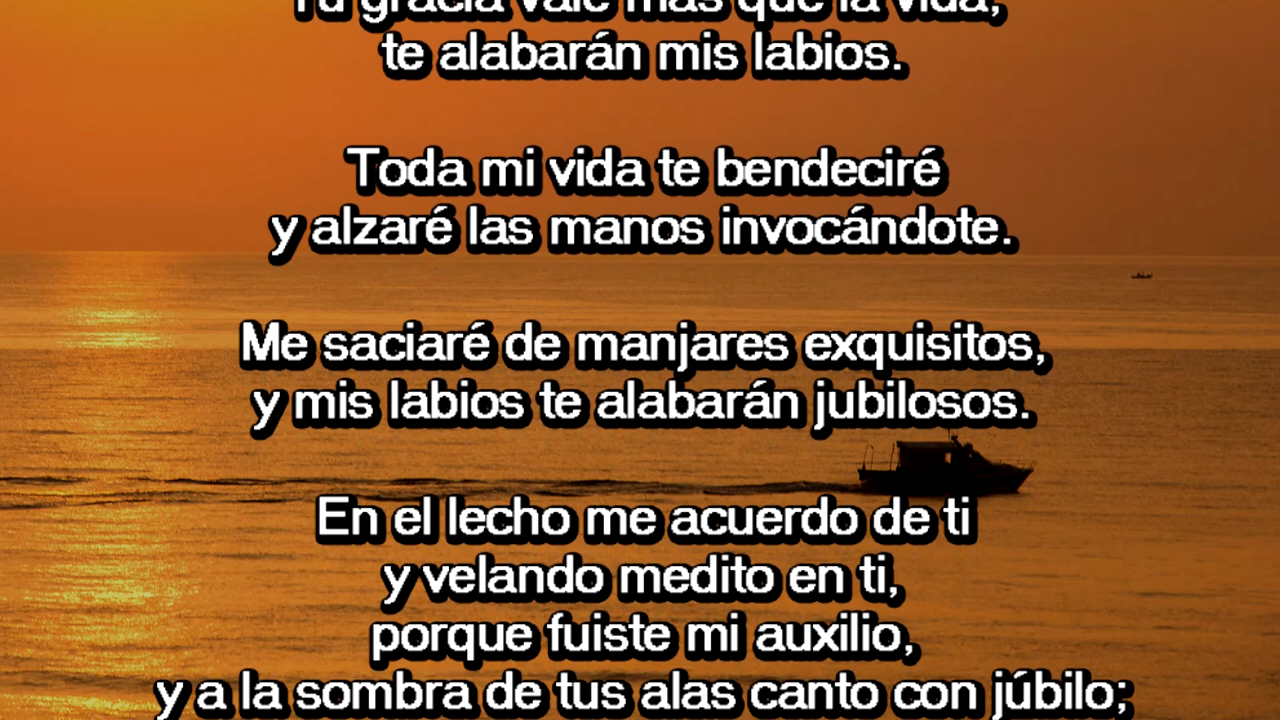 Tu gracia vale más que la vida,
te alabarán mis labios.
Toda mi vida te bendeciré
y alzaré las manos invocándote.
Me saciaré de manjares exquisitos,
y mis labios te alabarán jubilosos.
En el lecho me acuerdo de ti
y velando medito en ti,
porque fuiste mi auxilio,
y a la sombra de tus alas canto con júbilo;